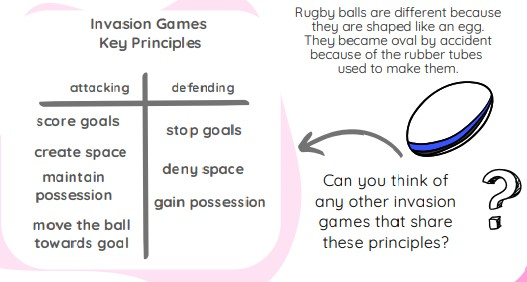 Invasion Games
Key Principles
attacking
defending
score goals
create space
maintain
possession
move the ball
towards goal
stop goals
deny space
gain possession
Rugby balls are different because
they are shaped like an egg.
They became oval by accident
because of the rubber tubes
used to make them.
Can you think of
any other invasion
games that share
these principles?
?